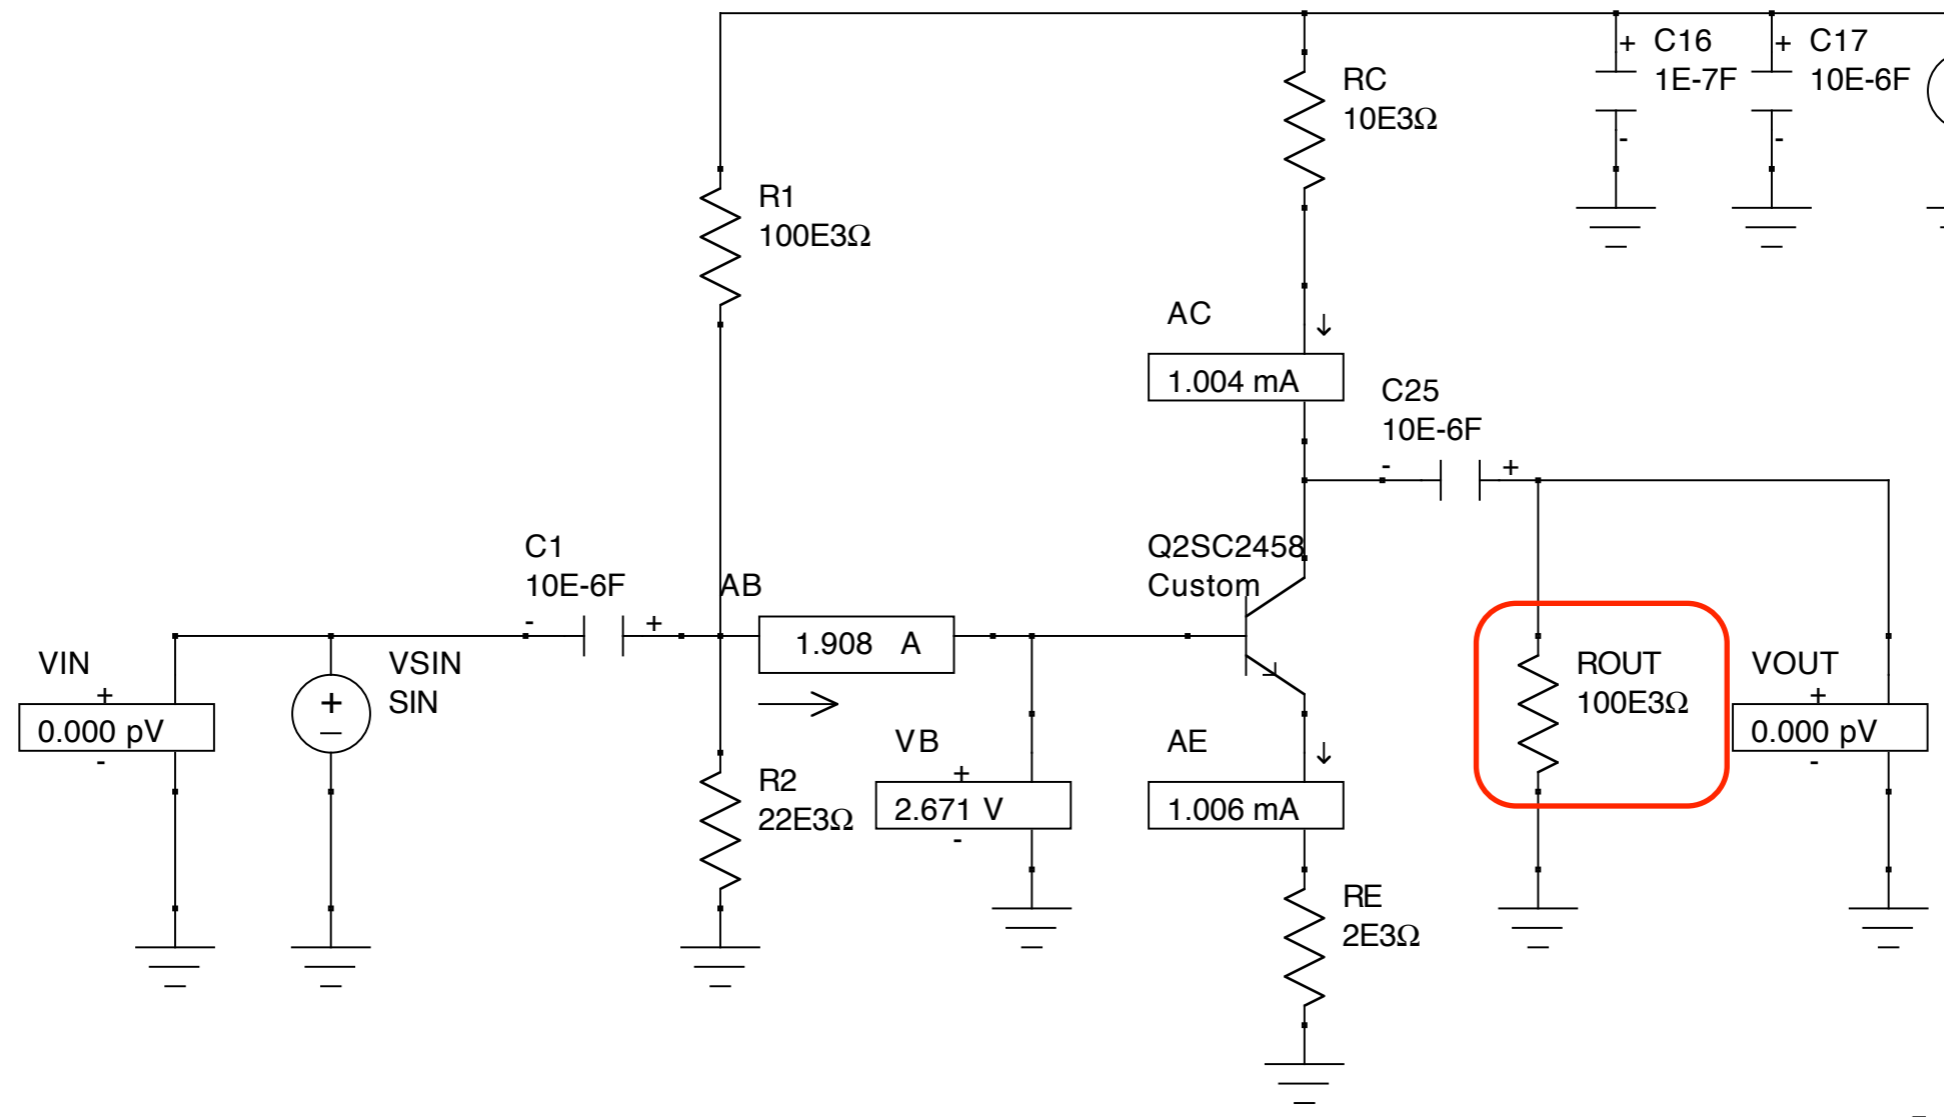 + C16
1E-7F
-
+ C17
10E-6F
-
RC
10E3Ω
R1
100E3Ω
AC
↓
1.004 mA
C25
10E-6F
- +
C1
10E-6F
- +
AB
1.908 A
Q2SC2458
Custom
VIN
+
0.000 pV
-
VSIN
SIN
+
–
VB
+
2.671 V
-
AE
↓
1.006 mA
ROUT
100E3Ω
VOUT
+
0.000 pV
-
R2
22E3Ω
RE
2E3Ω